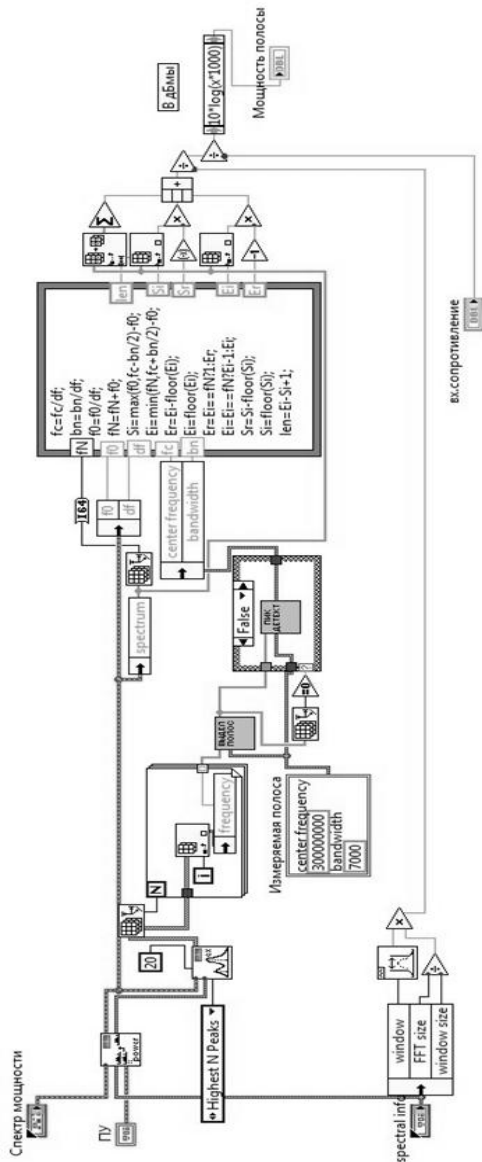 Спектр мощности
ПУ
power
Highest N Peaks
20
N
i
frequency
ВЫДЕЛ
ПОЛОС
Измеряемая полоса
center frequency
300000000
bandwidth
7000
=0
False
ПИК
ДЕТЕКТ
spectrum
I64
f0
df
center frequency
bandwidth
fN
f0
df
fc
bn
fc=fc/df;
bn=bn/df;
f0=f0/df;
fN=fN+f0;
Si=max(f0,fc-bn/2)-f0;
Ei=min(fN,fc+bn/2)-f0;
Er=Ei-floor(Ei);
Ei=floor(Ei);
Er=Ei==fN?1:Er;
Ei=Ei==fN?Ei-1:Ei;
Sr=Si-floor(Si);
Si=floor(Si);
len=Ei-Si+1;
len
Si
Sr
Ei
Er
Σ
x
x
-1
+
÷
÷
В дБмы
10*log(x*1000)
Мощность полосы
DBL
вх.сопротивление
DBL
spectral info
window
FFT size
window size
÷
x